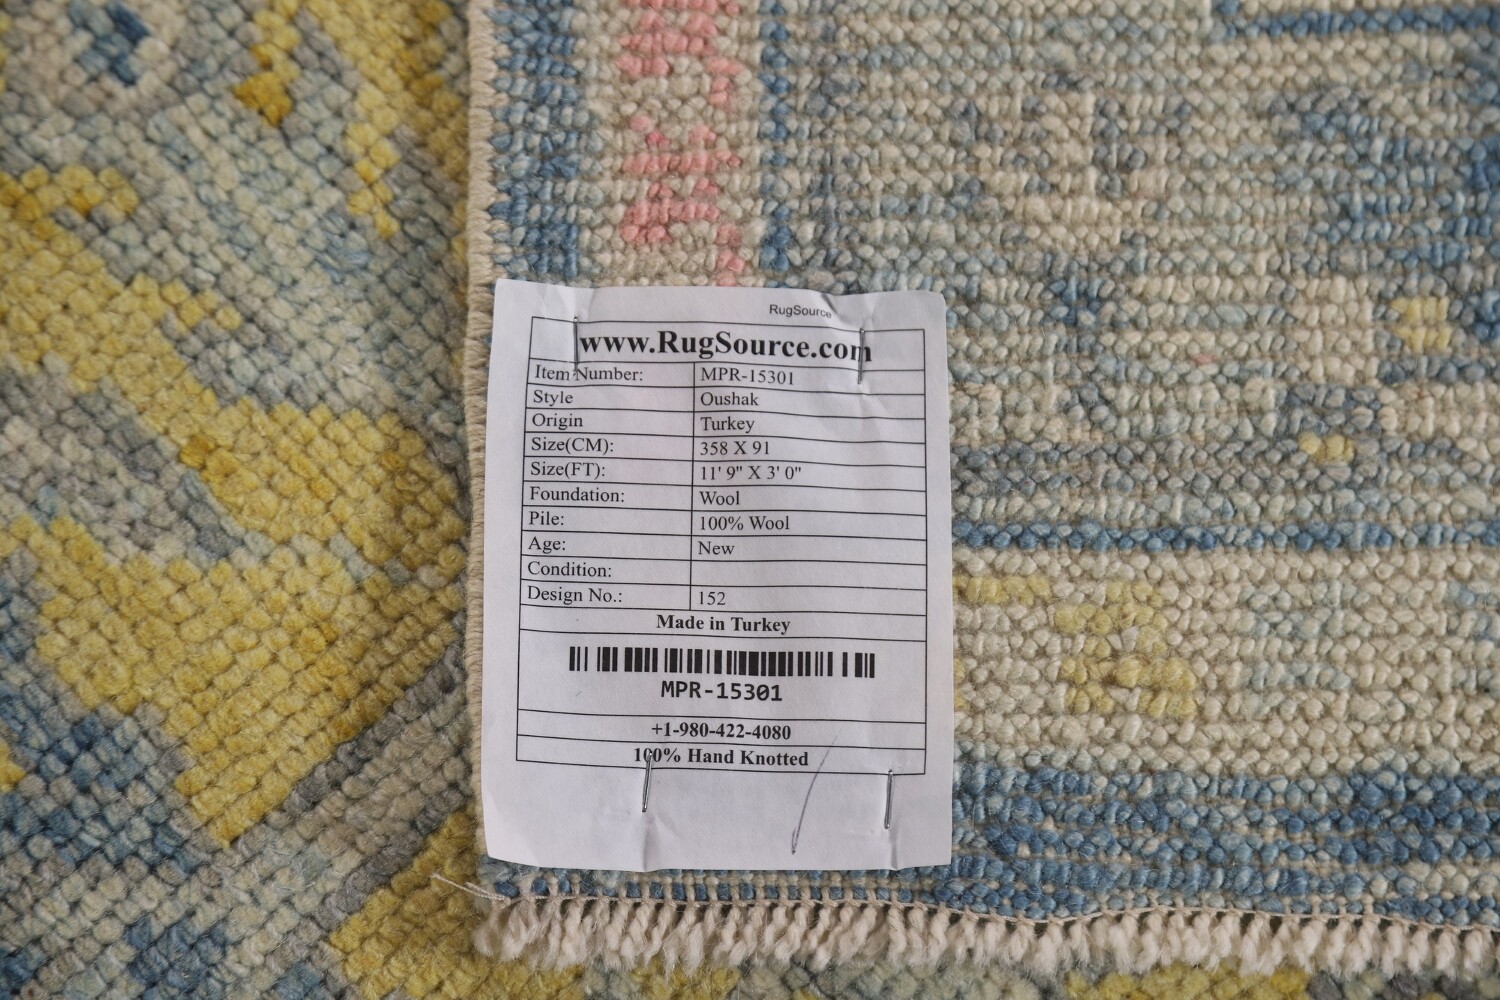 RugSource
www.RugSource.com
Item Number: MPR-15301
Style Oushak
Origin Turkey
Size(CM): 358 X 91
Size(FT): 11' 9" X 3' 0"
Foundation: Wool
Pile: 100% Wool
Age: New
Condition:
Design No.: 152
Made in Turkey
MPR-15301
+1-980-422-4080
100% Hand Knotted